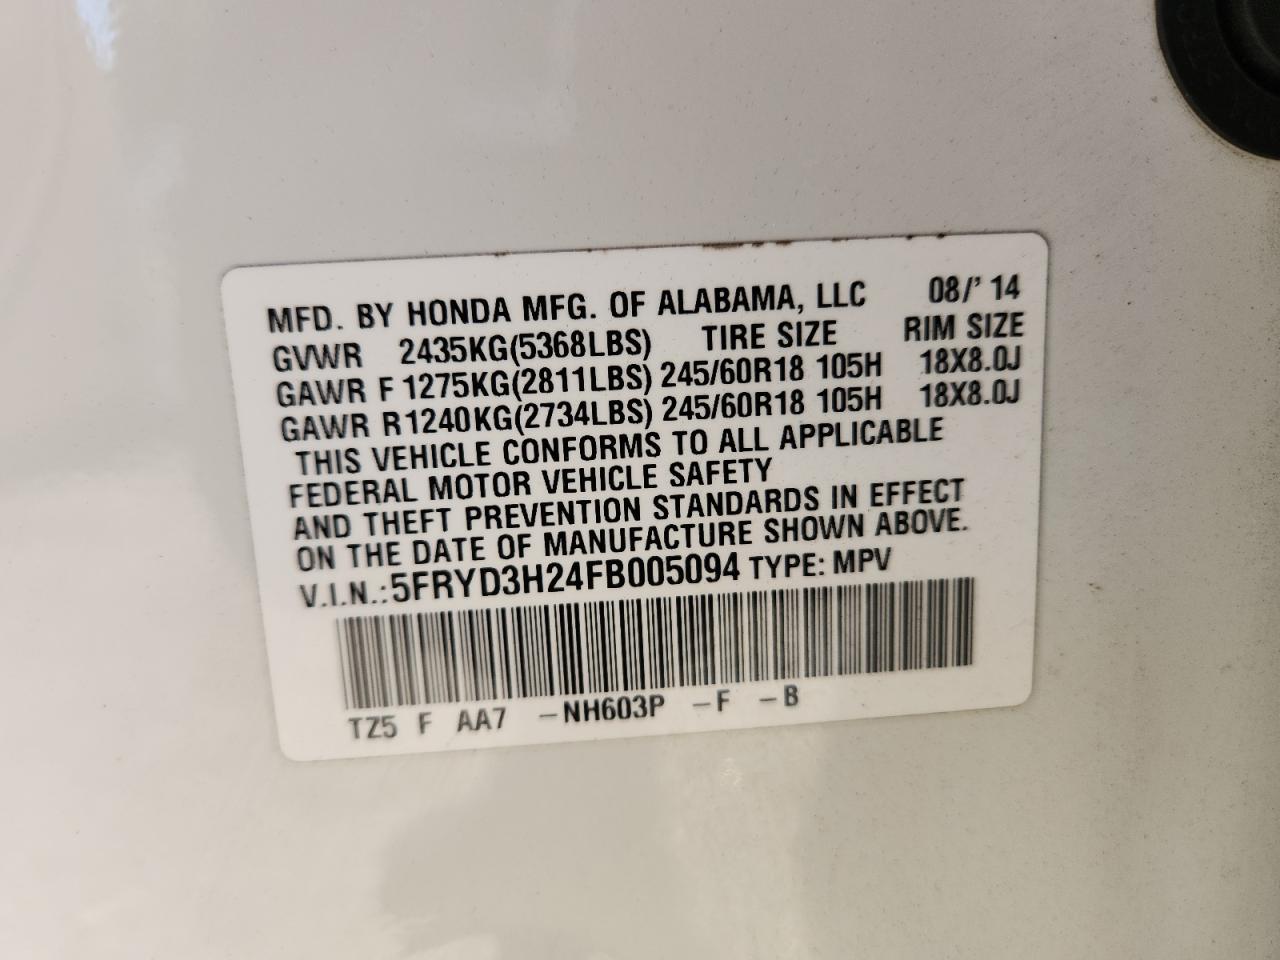 MFD. BY HONDA MFG. OF ALABAMA, LLC 08/' 14
GVWR 2435KG(5368LBS) TIRE SIZE RIM SIZE
GAWR F 1275KG(2811LBS) 245/60R18 105H 18X8.0J
GAWR R 1240KG(2734LBS) 245/60R18 105H 18X8.0J
THIS VEHICLE CONFORMS TO ALL APPLICABLE
FEDERAL MOTOR VEHICLE SAFETY
AND THEFT PREVENTION STANDARDS IN EFFECT
ON THE DATE OF MANUFACTURE SHOWN ABOVE.
V.I.N.: 5FRYD3H24FB005094 TYPE: MPV
TZ5 F AA7 -NH603P -F -B